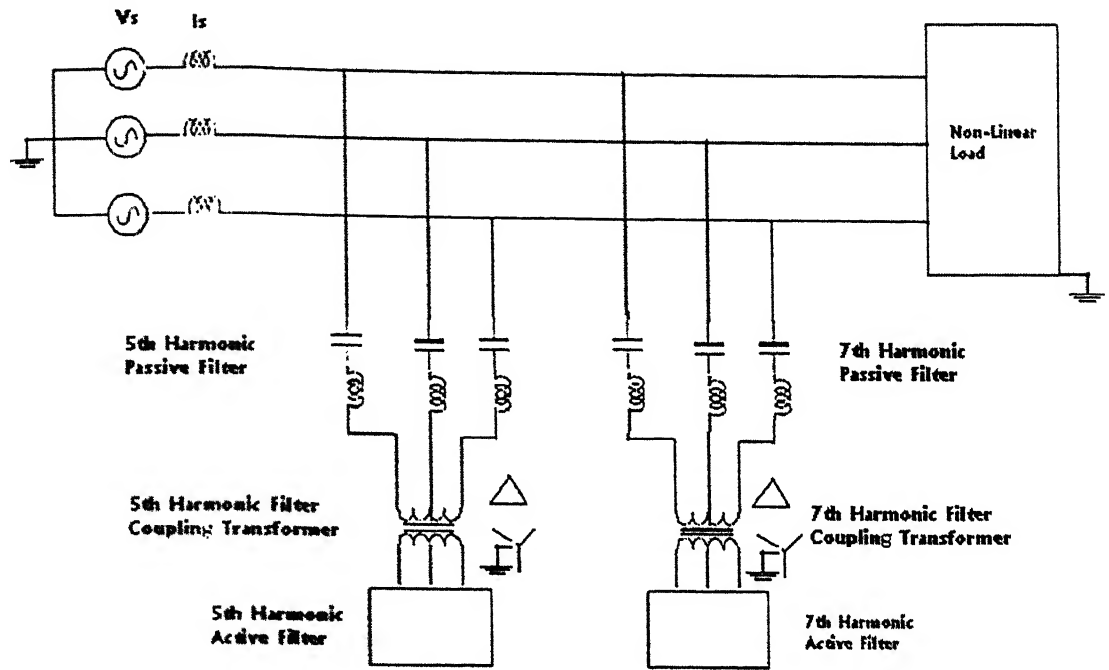 Vs
Is
Non-Linear
Load
5th Harmonic
Passive Filter
7th Harmonic
Passive Filter
5th Harmonic Filter
Coupling Transformer
7th Harmonic Filter
Coupling Transformer
5th Harmonic
Active Filter
7th Harmonic
Active Filter